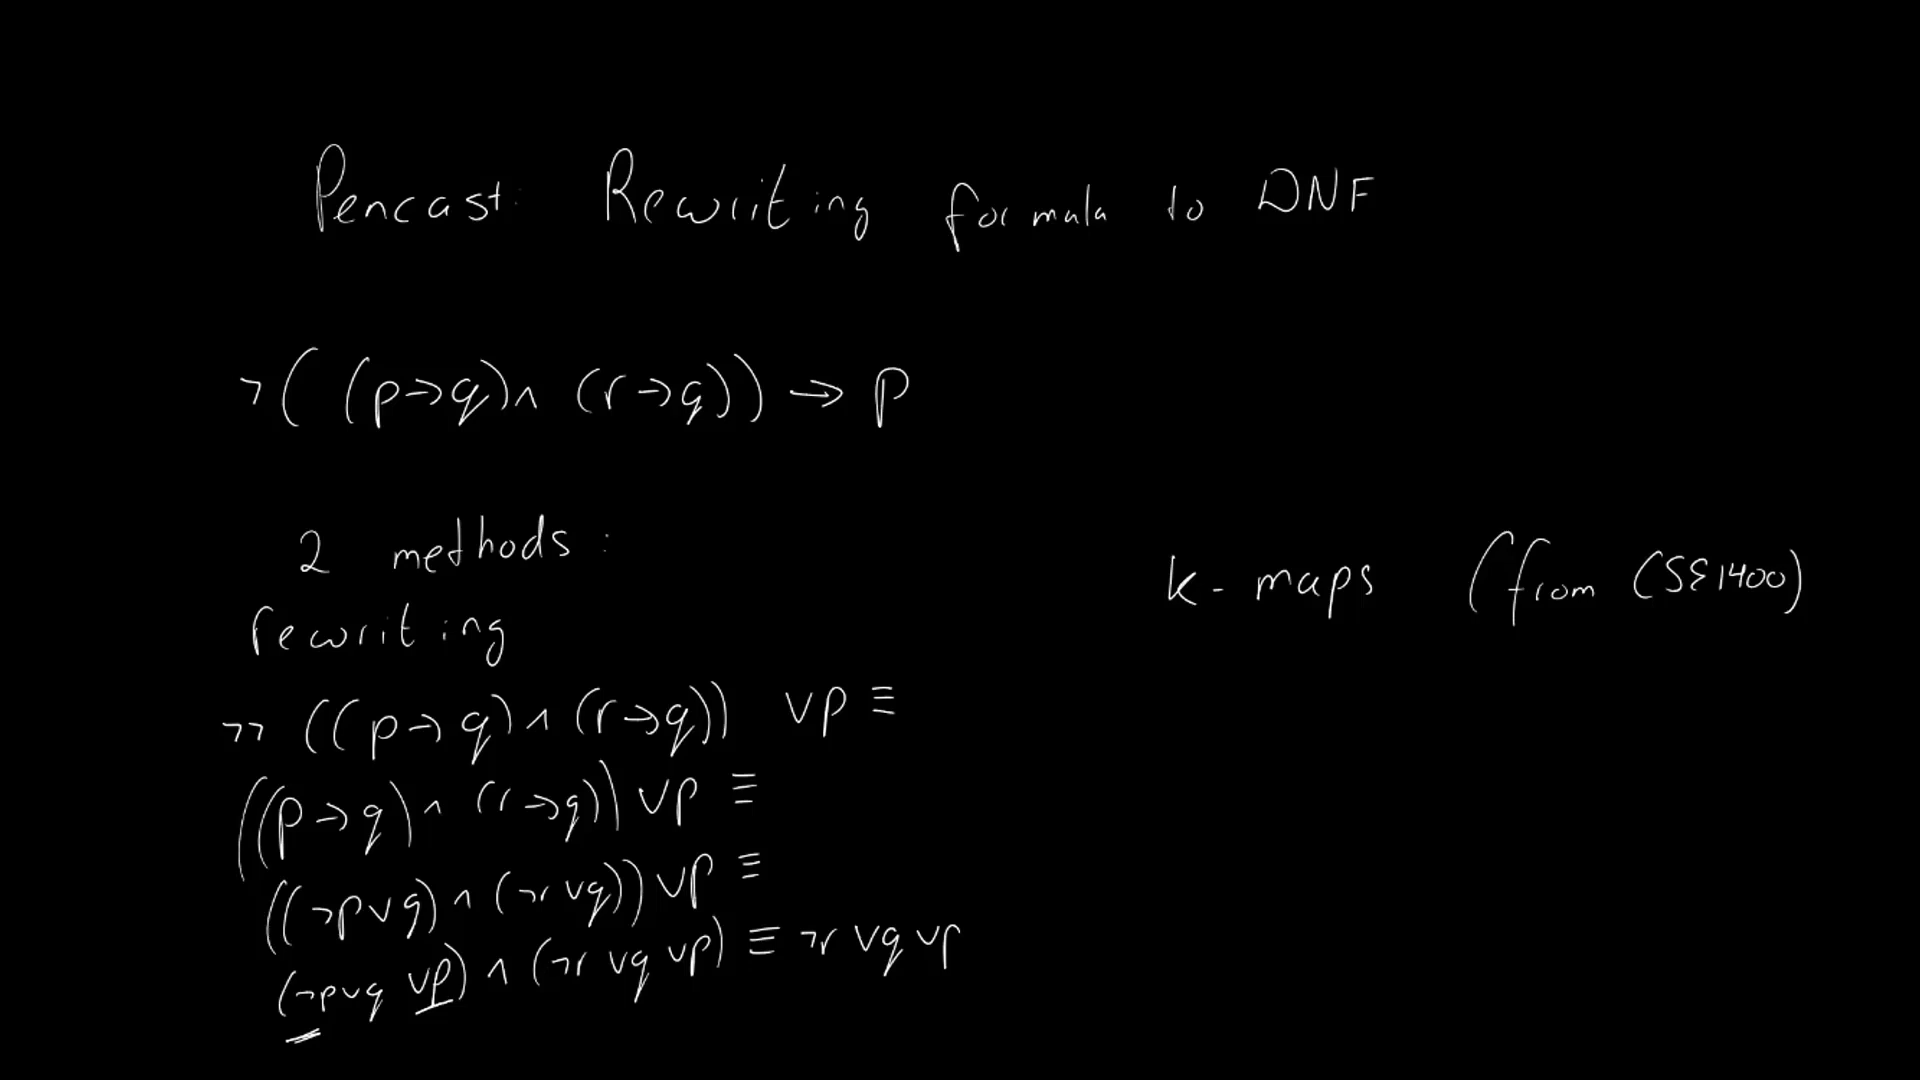 Pencast: Rewriting formula to DNF
¬((p→q)∧(r→q))→p
2 methods:
rewriting
k-maps (from CSE1400)
¬¬((p→q)∧(r→q)) ∨p ≡
((p→q)∧(r→q))∨p ≡
((¬p∨q)∧(¬r∨q))∨p ≡
(¬p∨q∨p)∧(¬r∨q∨p) ≡ ¬r∨q∨p